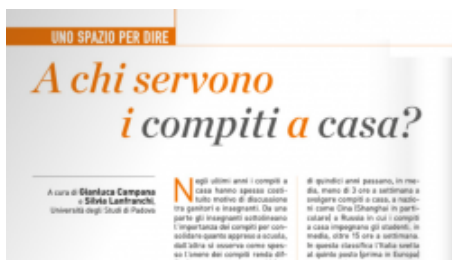 UNO SPAZIO PER DIRE
A chi servono
i compiti a casa?
A cura di Gianluca Campana
e Silvia Lanfranchi,
Università degli Studi di Padova
Negli ultimi anni i compiti a
casa hanno spesso costi-
tuito motivo di discussione
tra genitori e insegnanti. Da una
parte gli insegnanti sottolineano
l'importanza dei compiti per con-
solidare quanto appreso a scuola,
dall'altra si osserva come spes-
so l'onere dei compiti renda dif-
di quindici anni passano, in me-
dia, meno di 3 ore a settimana a
svolgere compiti a casa, a nazio-
ni come Cina (Shanghai in parti-
colare) e Russia in cui i compiti
a casa impegnano gli studenti, in
media, oltre 15 ore a settimana.
In questa classifica l'Italia svetta
al quinto posto (prima in Europa)